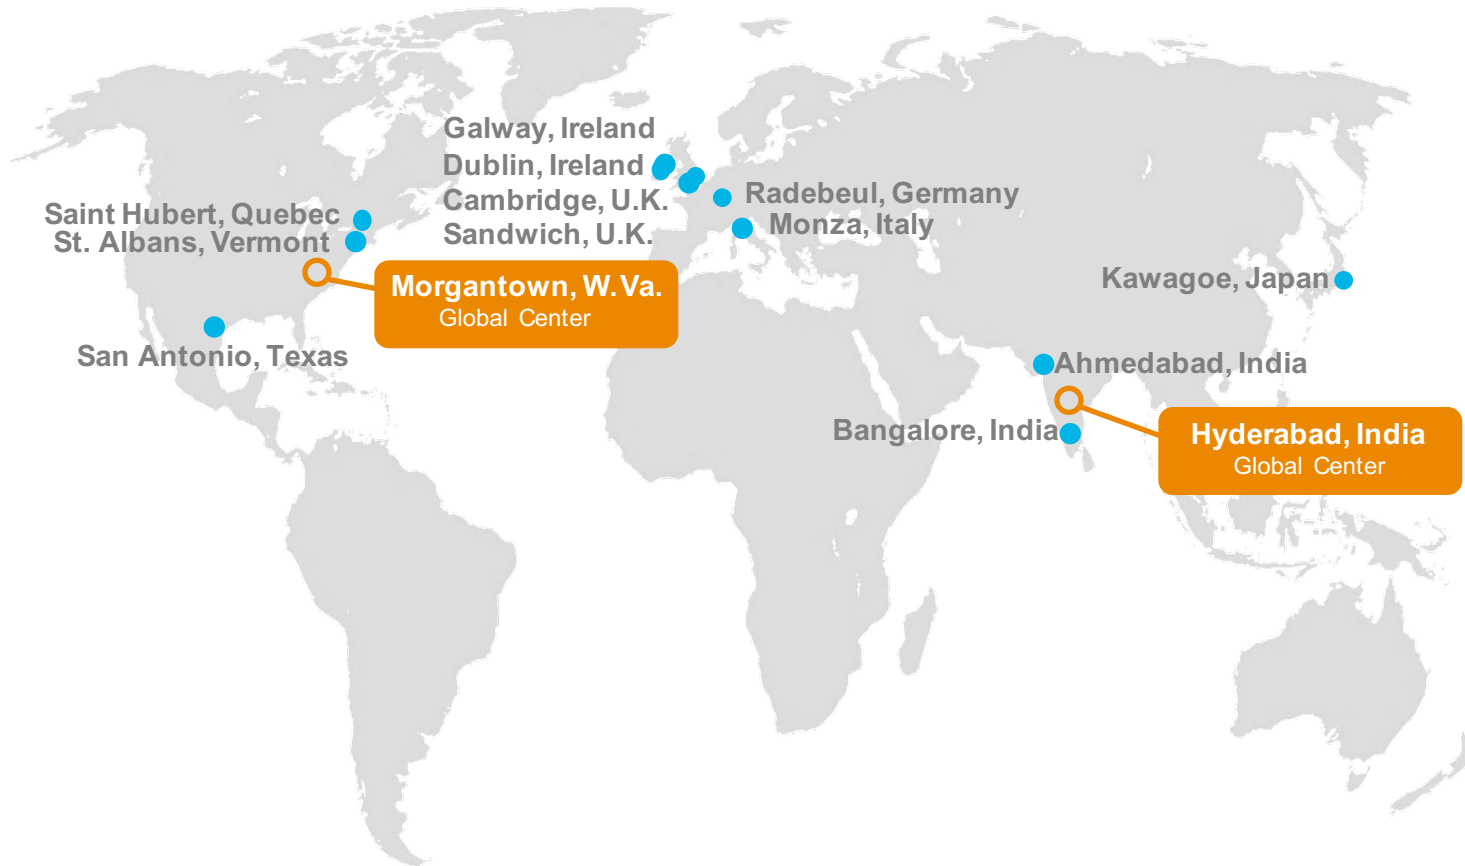 Galway, Ireland
Dublin, Ireland
Cambridge, U.K.
Sandwich, U.K.
Radebeul, Germany
Monza, Italy
Saint Hubert, Quebec
St. Albans, Vermont
Morgantown, W.Va.
Global Center
San Antonio, Texas
Kawagoe, Japan
Ahmedabad, India
Bangalore, India
Hyderabad, India
Global Center